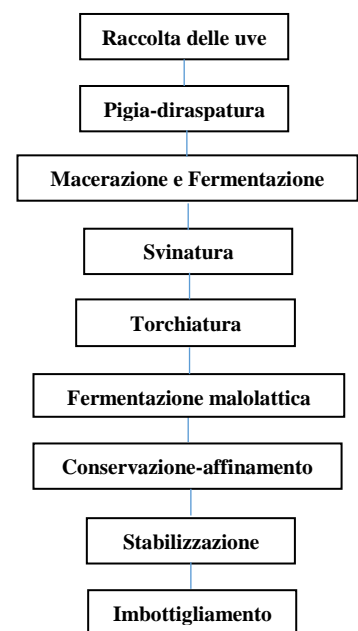 Raccolta delle uve
Pigia-diraspatura
Macerazione e Fermentazione
Svinatura
Torchiatura
Fermentazione malolattica
Conservazione-affinamento
Stabilizzazione
Imbottigliamento